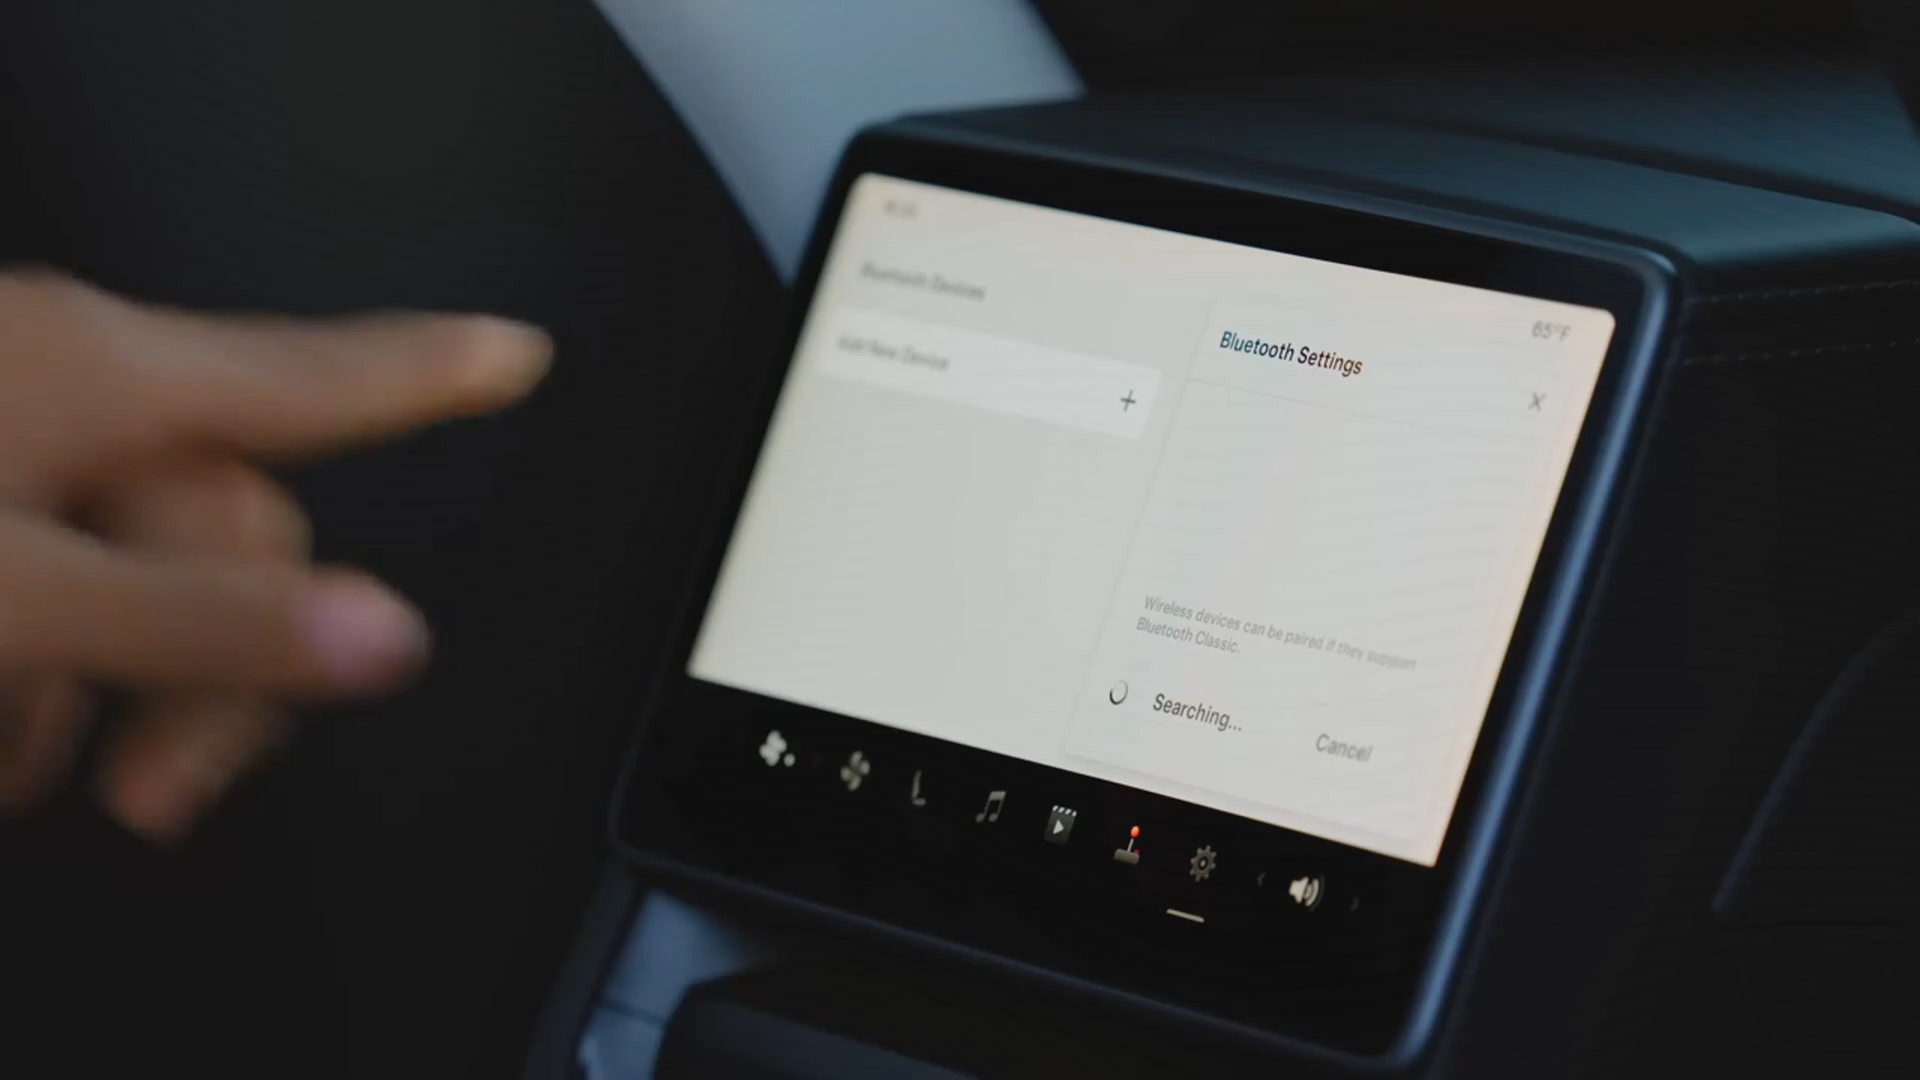 Bluetooth Devices
Add New Device
+
65°F
Bluetooth Settings
X
Wireless devices can be paired if they support
Bluetooth Classic.
Searching...
Cancel